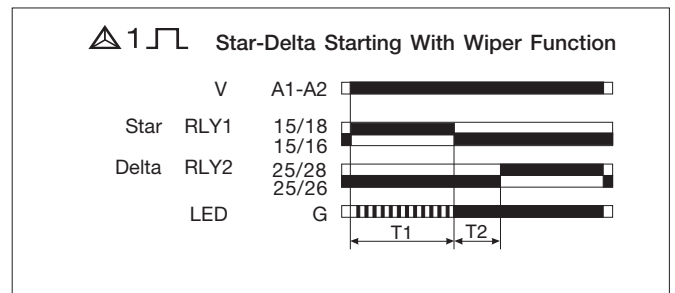 1 Star-Delta Starting With Wiper Function
V A1-A2
Star RLY1 15/18
15/16
Delta RLY2 25/28
25/26
LED G
T1 T2